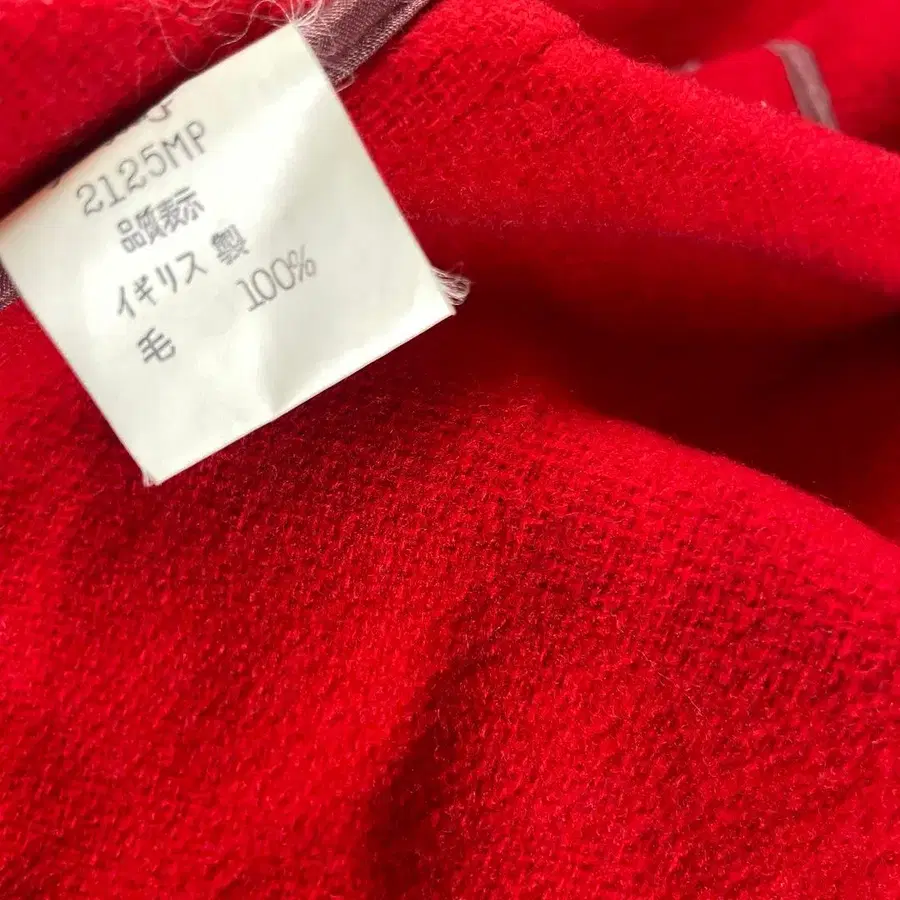 2125MP
品質表示
イギリス 製
毛 100%